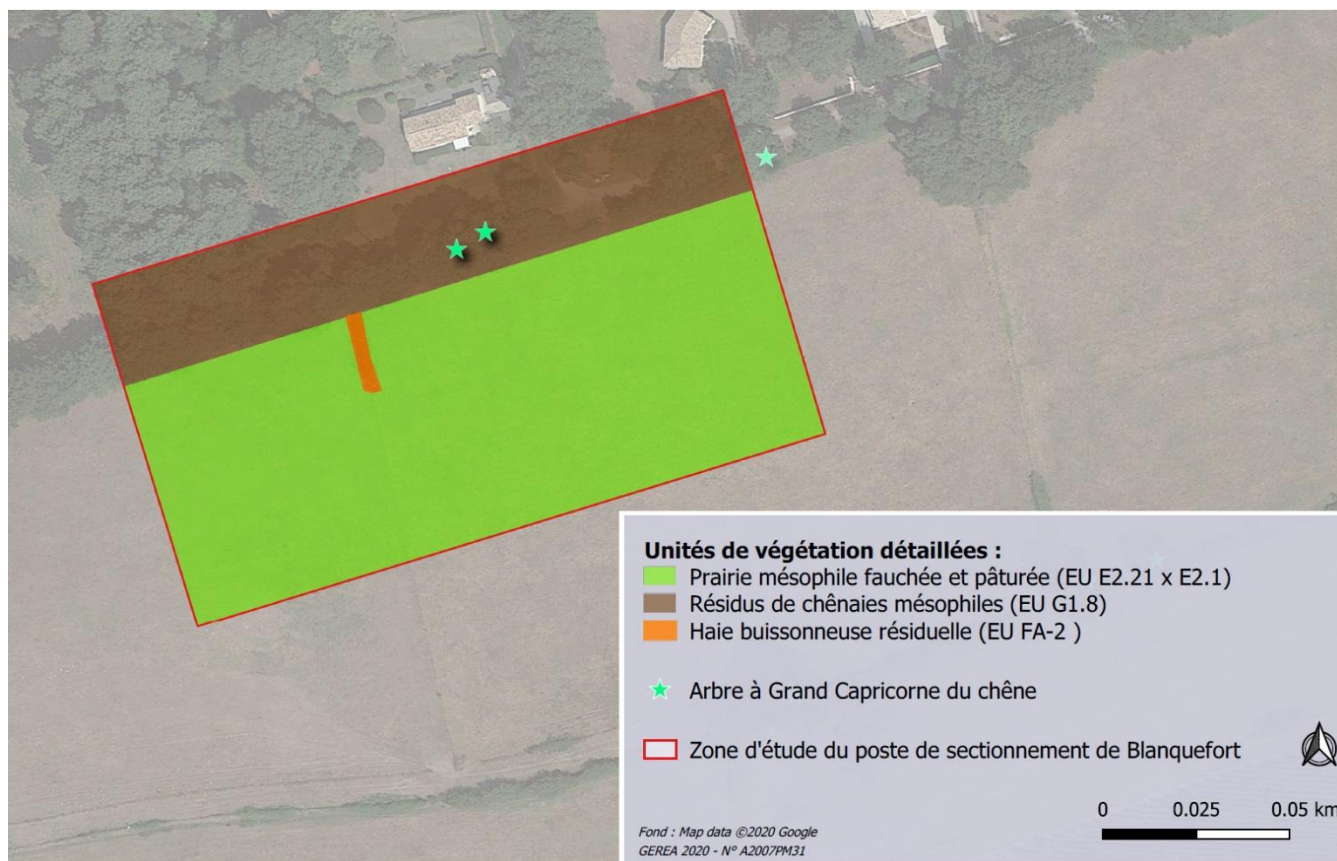 Unités de végétation détaillées :
Prairie mésophile fauchée et pâturée (EU E2.21 x E2.1)
Résidus de chênaies mésophiles (EU G1.8)
Haie buissonneuse résiduelle (EU FA-2 )
Arbre à Grand Capricorne du chêne
Zone d'étude du poste de sectionnement de Blanquefort
0 0.025 0.05 km
Fond : Map data ©2020 Google
GEREA 2020 - N° A2007PM31